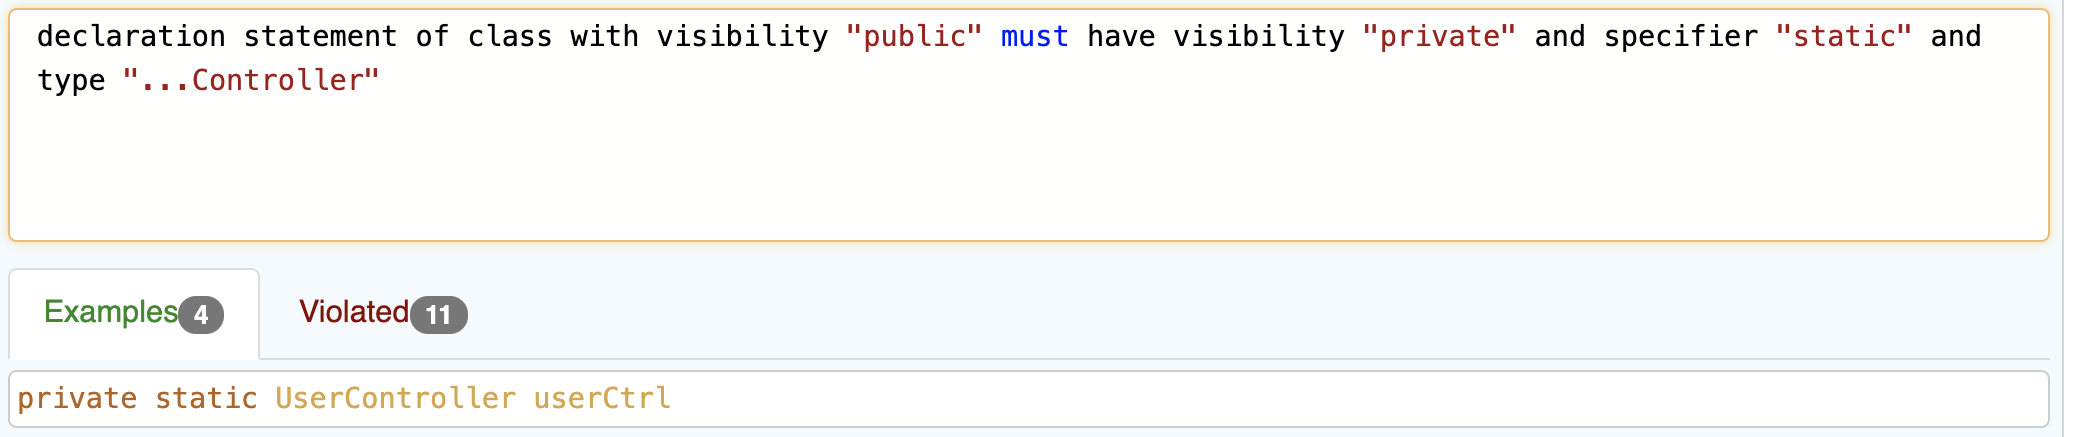 declaration statement of class with visibility "public" must have visibility "private" and specifier "static" and
type "...Controller"
Examples 4 Violated 11
private static UserController userCtrl